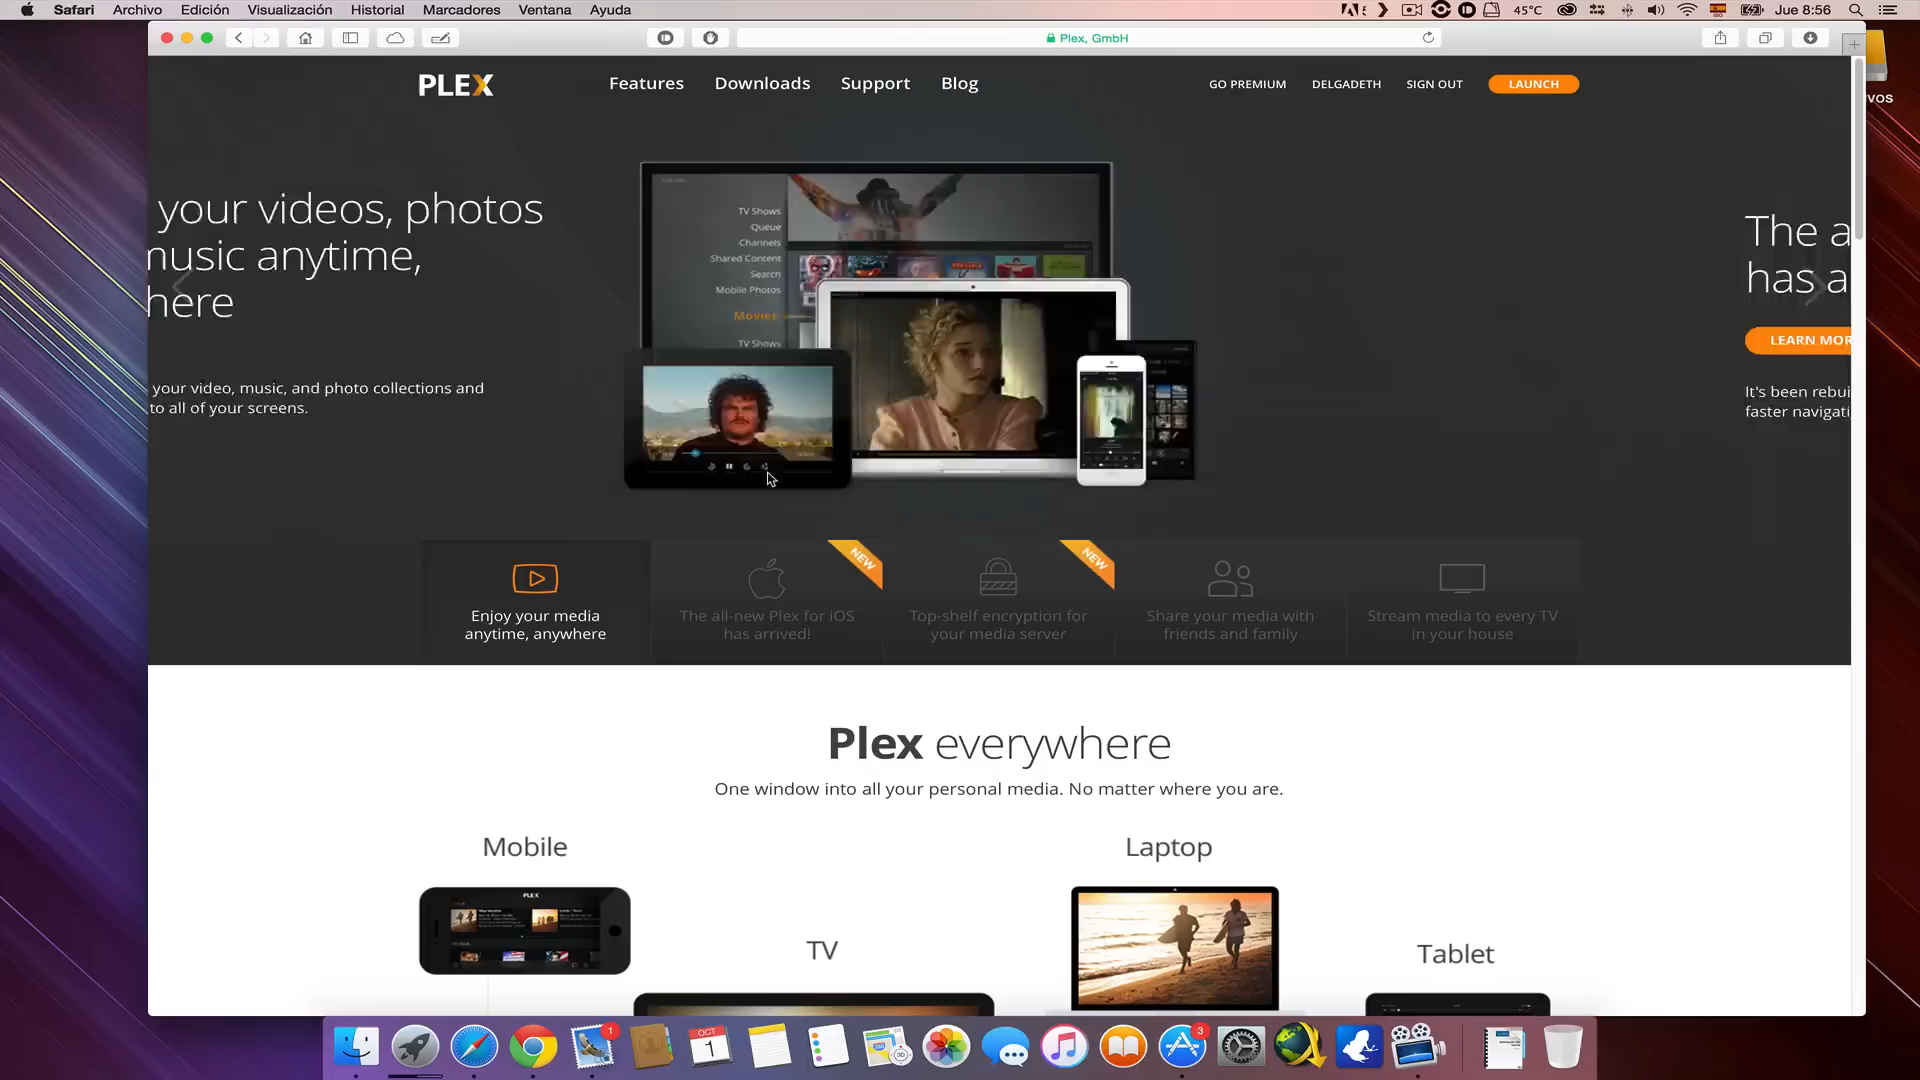 Safari Archivo Edición Visualización Historial Marcadores Ventana Ayuda
45°C Jue 8:56
Plex, GmbH
vos
PLEX Features Downloads Support Blog GO PREMIUM DELGADETH SIGN OUT LAUNCH
your videos, photos
music anytime,
here
your video, music, and photo collections and
to all of your screens.
TV Shows
Queue
Channels
Shared Content
Search
Mobile Photos
Movies
TV Shows
The a
has a
LEARN MOR
It's been rebui
faster navigati
NEW
NEW
Enjoy your media
anytime, anywhere
The all-new Plex for iOS
has arrived!
Top-shelf encryption for
your media server
Share your media with
friends and family
Stream media to every TV
in your house
Plex everywhere
One window into all your personal media. No matter where you are.
Mobile
Laptop
TV
Tablet
PLEX
1
OCT
1
3D
3